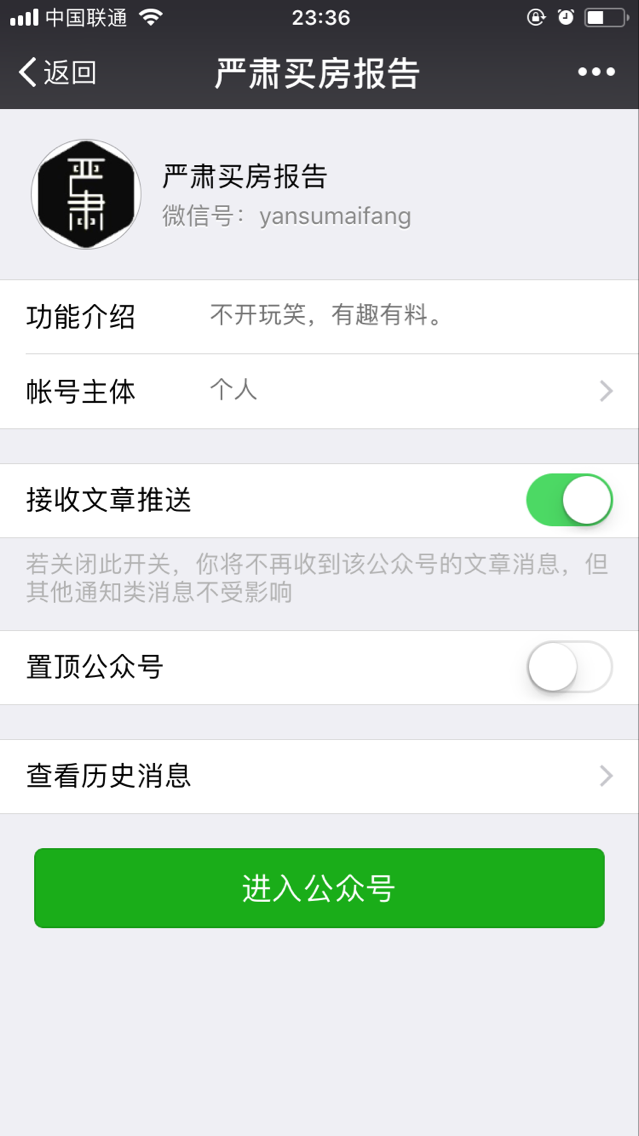 中国联通 23:36
返回 严肃买房报告
严肃
严肃买房报告
微信号：yansumaifang
功能介绍 不开玩笑，有趣有料。
帐号主体 个人
接收文章推送
若关闭此开关，你将不再收到该公众号的文章消息，但
其他通知类消息不受影响
置顶公众号
查看历史消息
进入公众号